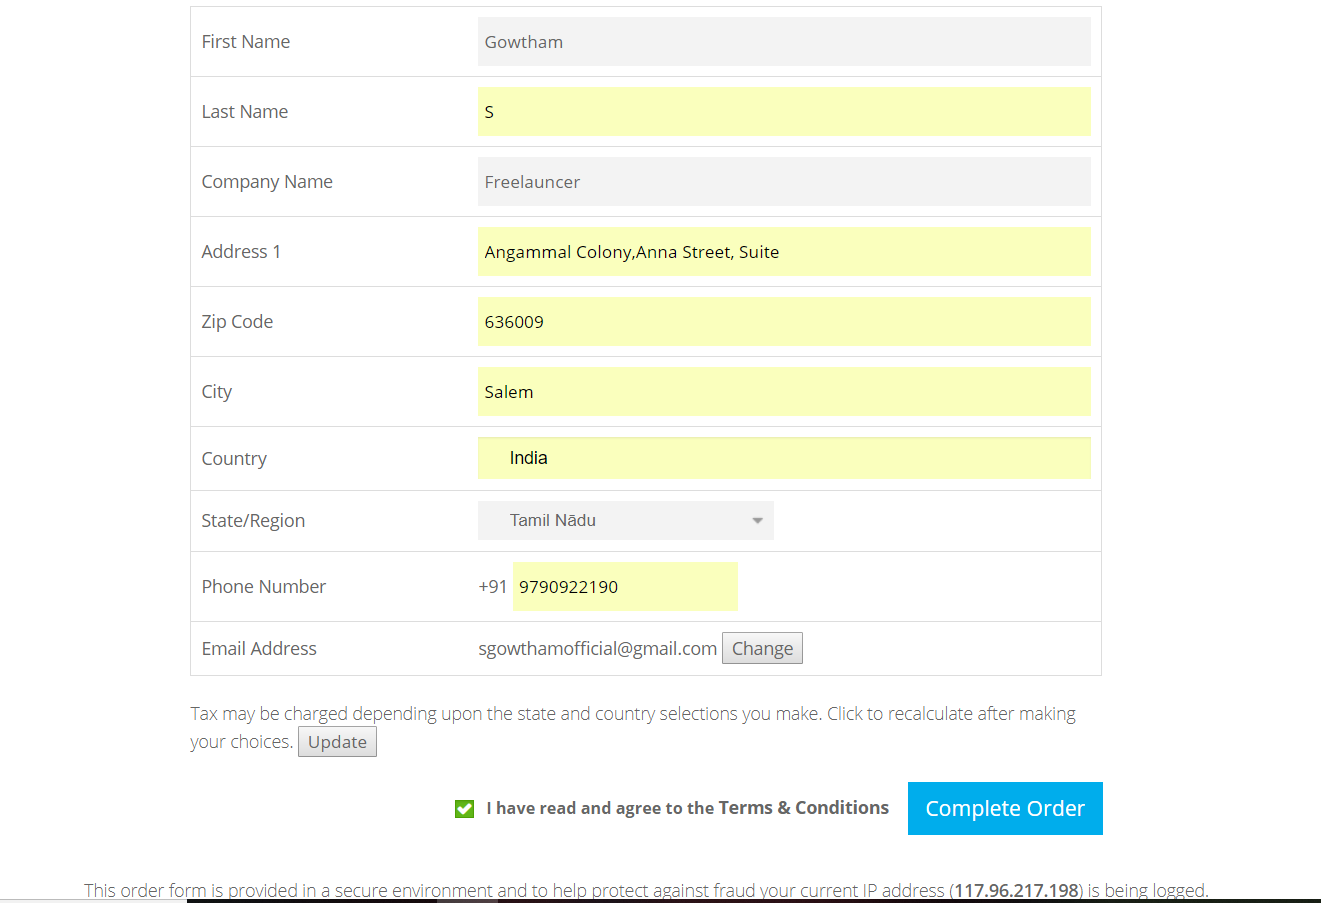 First Name Gowtham
Last Name S
Company Name Freelauncer
Address 1 Angammal Colony,Anna Street, Suite
Zip Code 636009
City Salem
Country India
State/Region Tamil Nādu
Phone Number +91 9790922190
Email Address sgowthamofficial@gmail.com Change
Tax may be charged depending upon the state and country selections you make. Click to recalculate after making
your choices. Update
I have read and agree to the Terms & Conditions Complete Order
This order form is provided in a secure environment and to help protect against fraud your current IP address (117.96.217.198) is being logged.